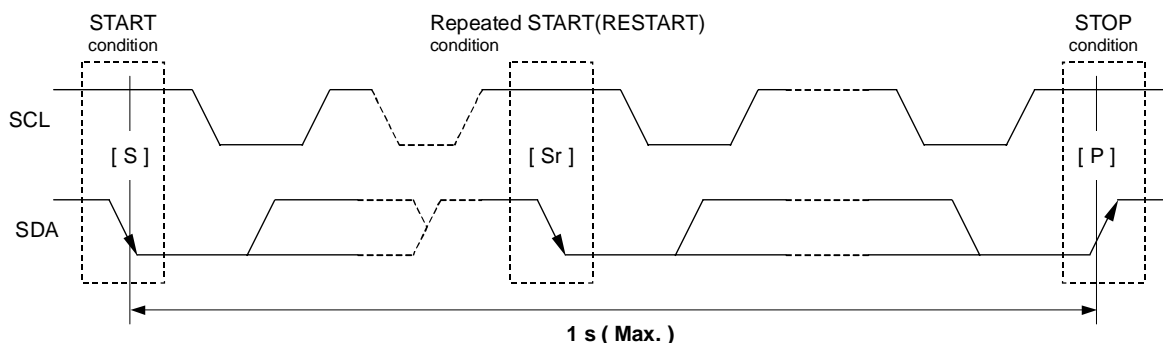 START
condition
Repeated START(RESTART)
condition
STOP
condition
SCL
[ S ]
[ Sr ]
[ P ]
SDA
1 s ( Max. )